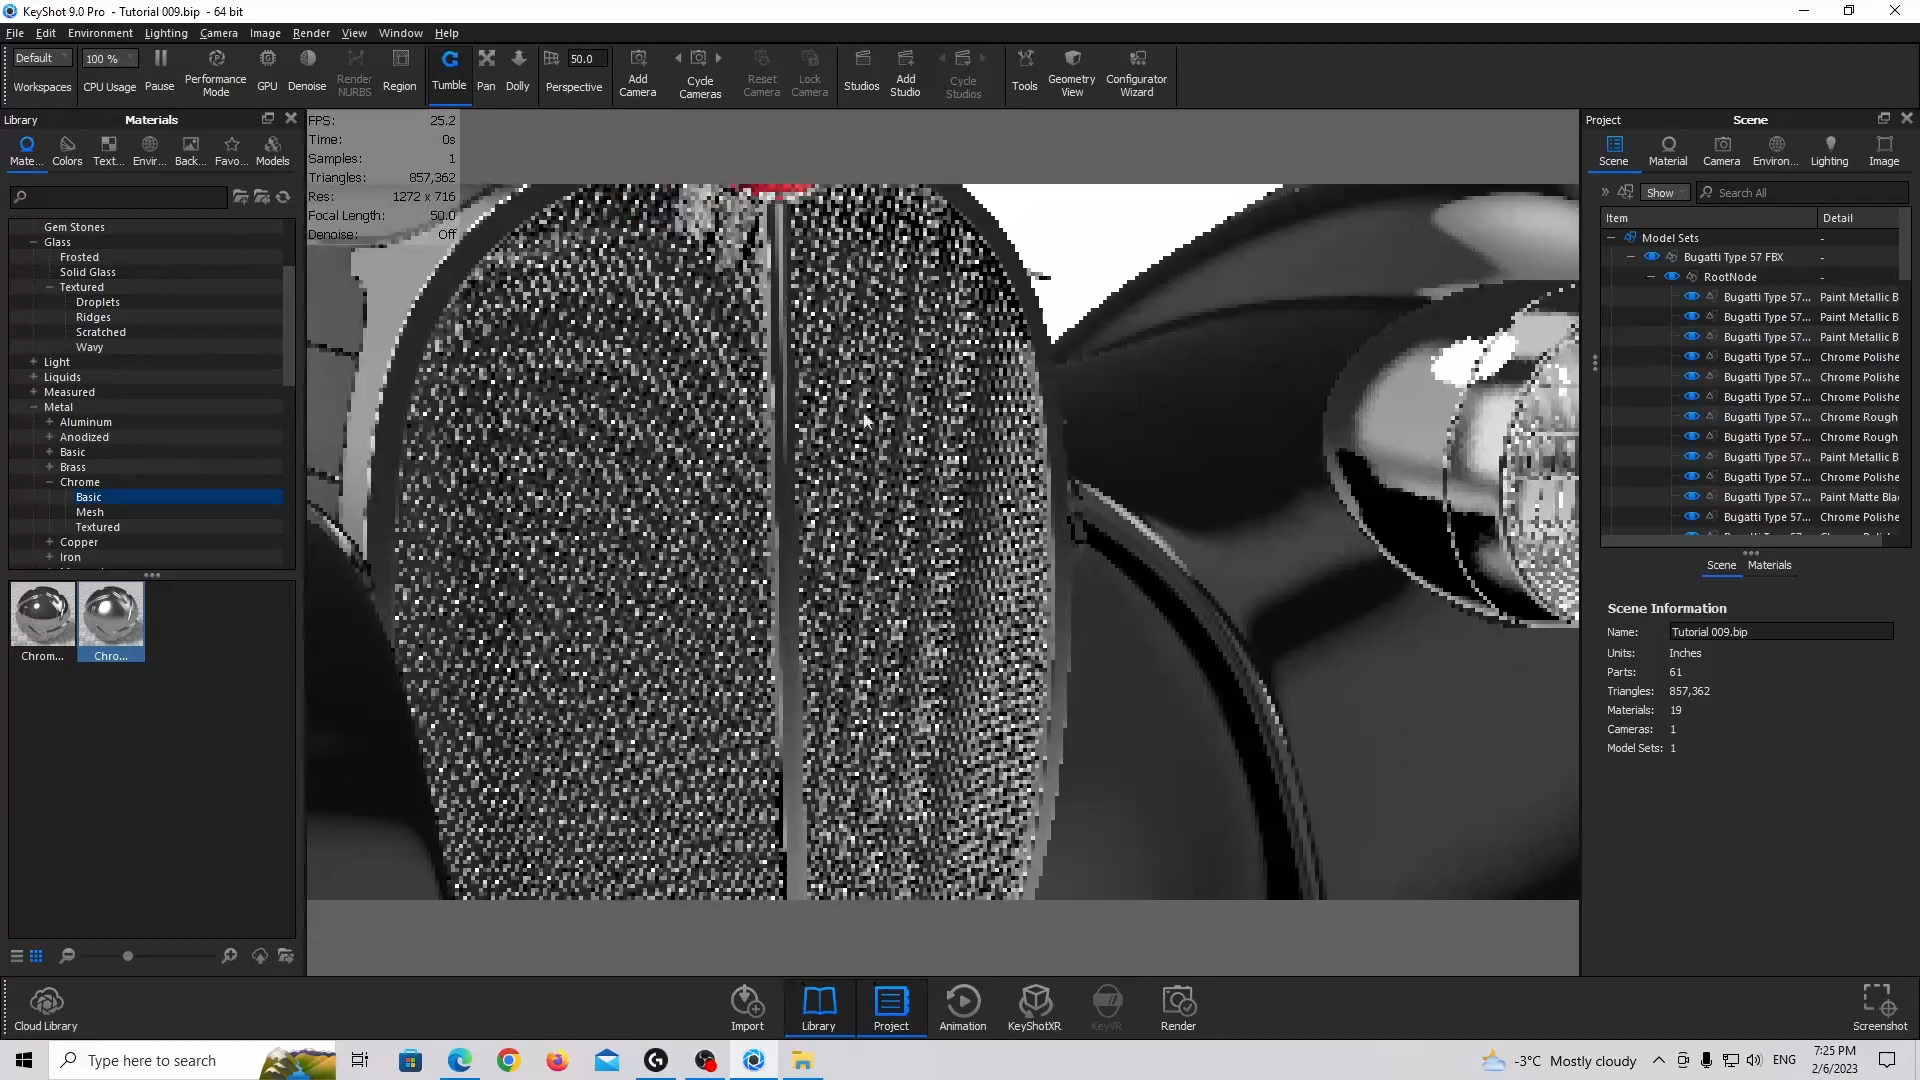 KeyShot 9.0 Pro - Tutorial 009.bip - 64 bit
File Edit Environment Lighting Camera Image Render View Window Help
Default 100 % 50.0
Workspaces CPU Usage Pause Performance Mode GPU Denoise Render NURBS Region Tumble Pan Dolly Perspective Add Camera Cycle Cameras Reset Camera Lock Camera Studios Add Studio Cycle Studios Tools Geometry View Configurator Wizard
Library Materials
Mate... Colors Text... Envir... Back... Favo... Models
Gem Stones
Glass
Frosted
Solid Glass
Textured
Droplets
Ridges
Scratched
Wavy
Light
Liquids
Measured
Metal
Aluminum
Anodized
Basic
Brass
Chrome
Basic
Mesh
Textured
Copper
Iron
Chrom... Chro...
FPS: 25.2
Time: 0s
Samples: 1
Triangles: 857,362
Res: 1272 x 716
Focal Length: 50.0
Denoise: Off
Project Scene
Scene Material Camera Environ... Lighting Image
Show Search All
Item Detail
Model Sets -
Bugatti Type 57 FBX -
RootNode -
Bugatti Type 57... Paint Metallic B
Bugatti Type 57... Paint Metallic B
Bugatti Type 57... Paint Metallic B
Bugatti Type 57... Chrome Polishe
Bugatti Type 57... Chrome Polishe
Bugatti Type 57... Chrome Polishe
Bugatti Type 57... Chrome Rough
Bugatti Type 57... Chrome Rough
Bugatti Type 57... Paint Metallic B
Bugatti Type 57... Chrome Polishe
Bugatti Type 57... Paint Matte Bla
Bugatti Type 57... Chrome Polishe
Scene Materials
Scene Information
Name: Tutorial 009.bip
Units: Inches
Parts: 61
Triangles: 857,362
Materials: 19
Cameras: 1
Model Sets: 1
Cloud Library Import Library Project Animation KeyShotXR KeyVR Render Screenshot
Type here to search
-3°C Mostly cloudy ENG 7:25 PM
2/6/2023